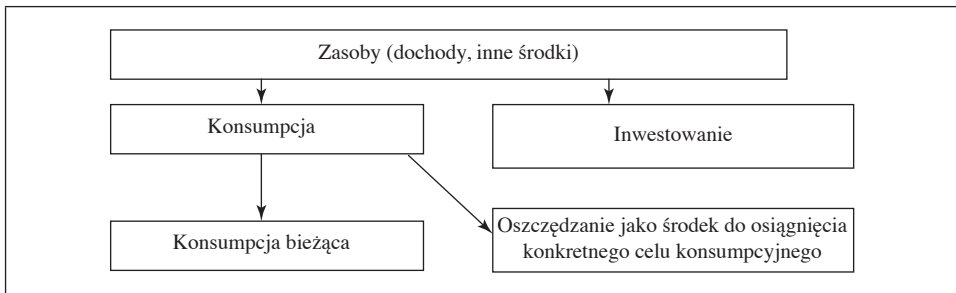 Zasoby (dochody, inne środki)
Konsumpcja
Inwestowanie
Konsumpcja bieżąca
Oszczędzanie jako środek do osiągnięcia
konkretnego celu konsumpcyjnego